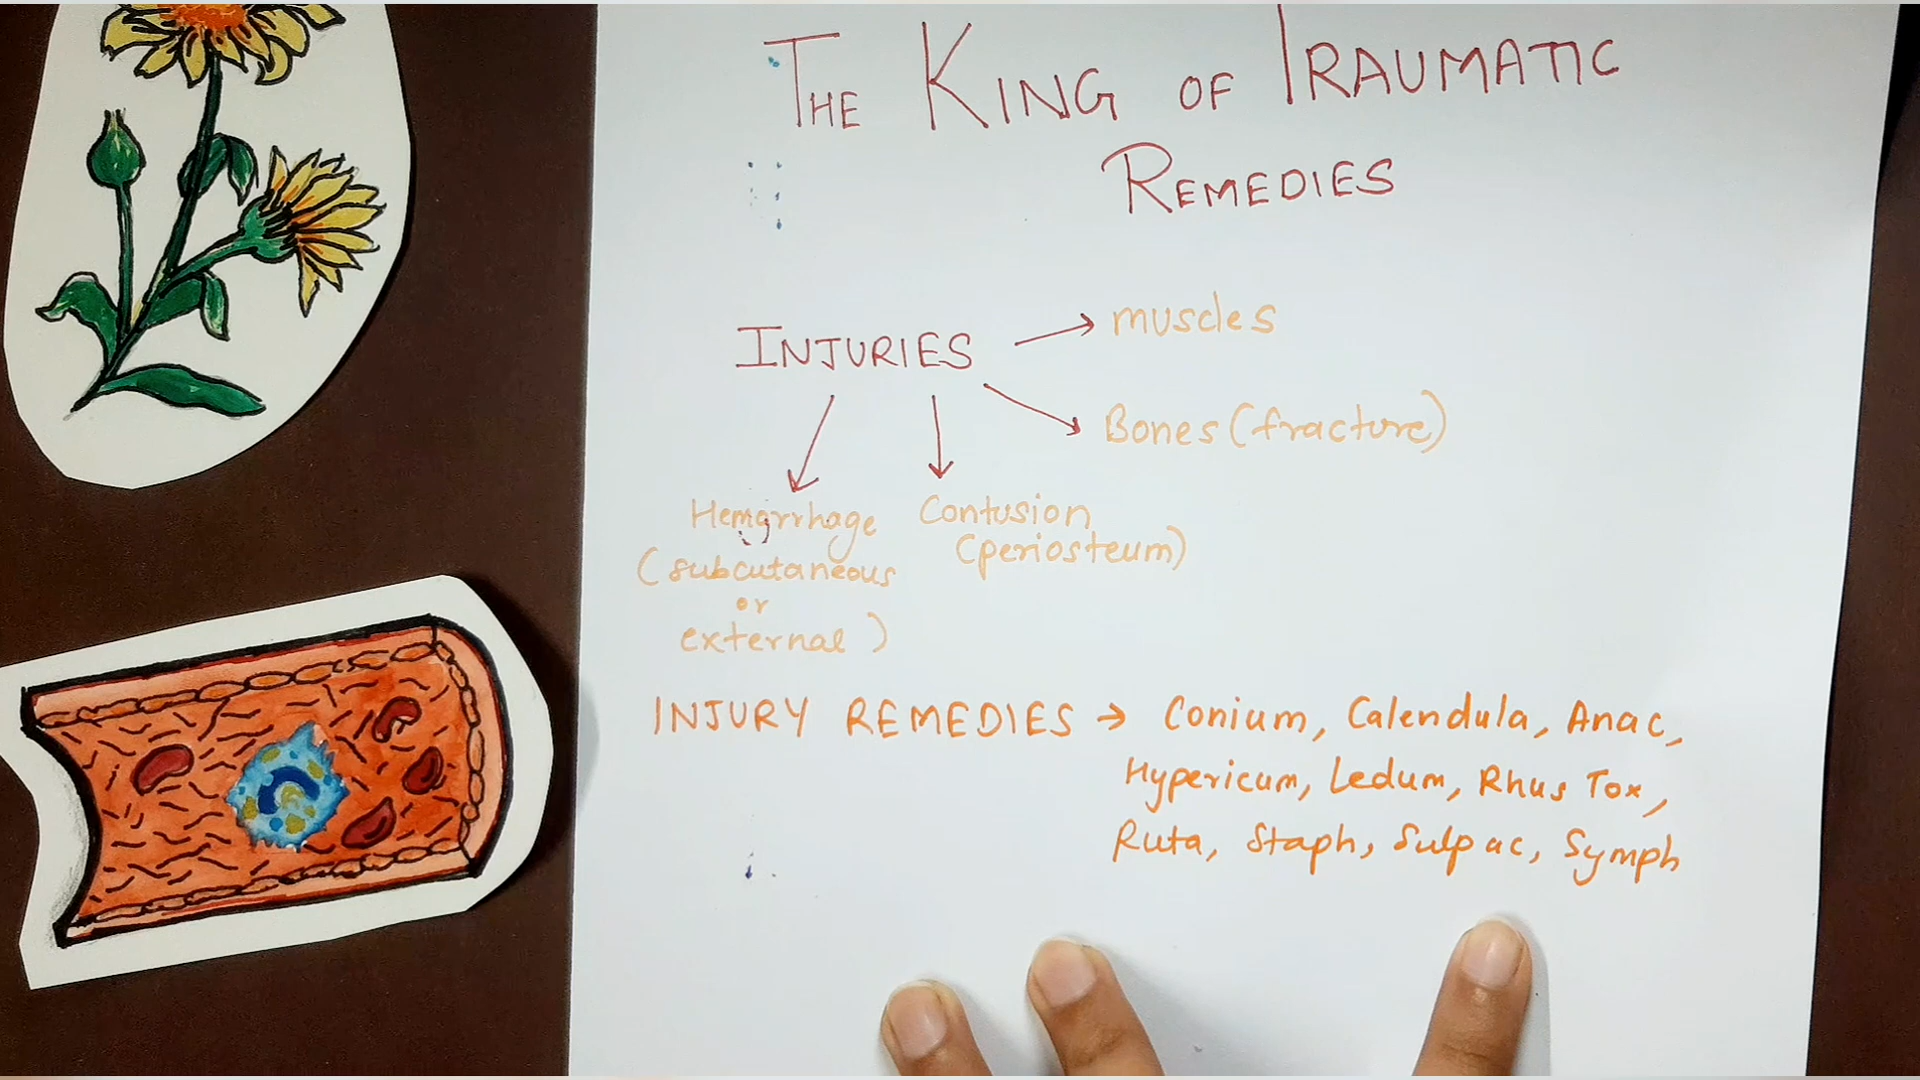 THE KING OF TRAUMATIC
REMEDIES
INJURIES → muscles
Bones (fracture)
Hemorrhage
(subcutaneous
or
external)
Contusion
(periosteum)
INJURY REMEDIES → Conium, Calendula, Anac,
Hypericum, Ledum, Rhus Tox,
Ruta, Staph, Sulp ac, Symph